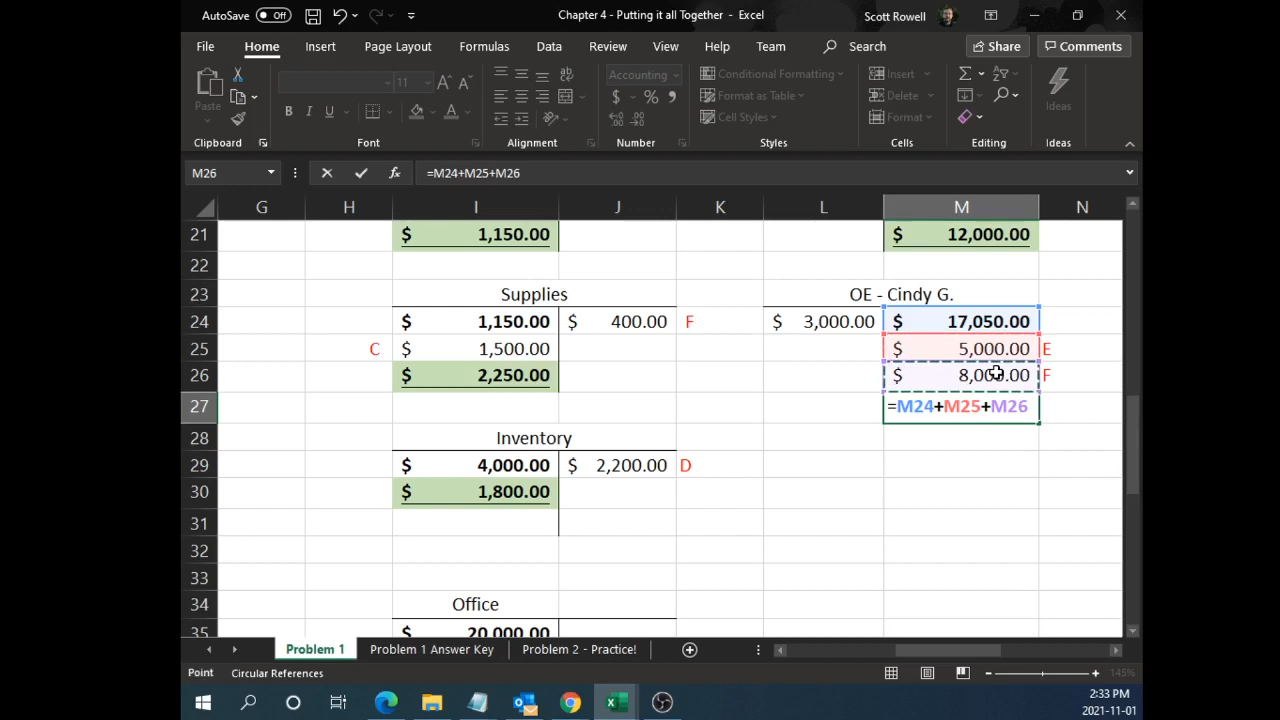 AutoSave Off Chapter 4 - Putting it all Together - Excel Scott Rowell
File Home Insert Page Layout Formulas Data Review View Help Team Search Share Comments
Paste 11 A A Accounting Conditional Formatting Insert
B I U A $ % , Format as Table Delete Ideas
Cell Styles Format
Clipboard Font Alignment Number Styles Cells Editing Ideas
M26 fx =M24+M25+M26
G H I J K L M N
21 $ 1,150.00 $ 12,000.00
22
23 Supplies OE - Cindy G.
24 $ 1,150.00 $ 400.00 F $ 3,000.00 $ 17,050.00
25 C $ 1,500.00 $ 5,000.00 E
26 $ 2,250.00 $ 8,000.00 F
27 =M24+M25+M26
28 Inventory
29 $ 4,000.00 $ 2,200.00 D
30 $ 1,800.00
31
32
33
34 Office
35 $ 20,000.00
Problem 1 Problem 1 Answer Key Problem 2 - Practice!
Point Circular References 145%
2:33 PM
2021-11-01